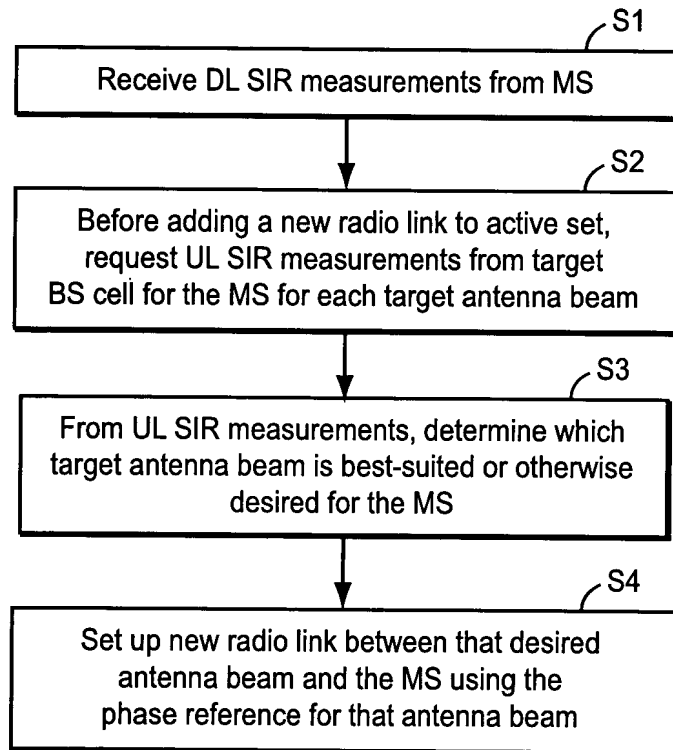 S1
Receive DL SIR measurements from MS
S2
Before adding a new radio link to active set,
request UL SIR measurements from target
BS cell for the MS for each target antenna beam
S3
From UL SIR measurements, determine which
target antenna beam is best-suited or otherwise
desired for the MS
S4
Set up new radio link between that desired
antenna beam and the MS using the
phase reference for that antenna beam